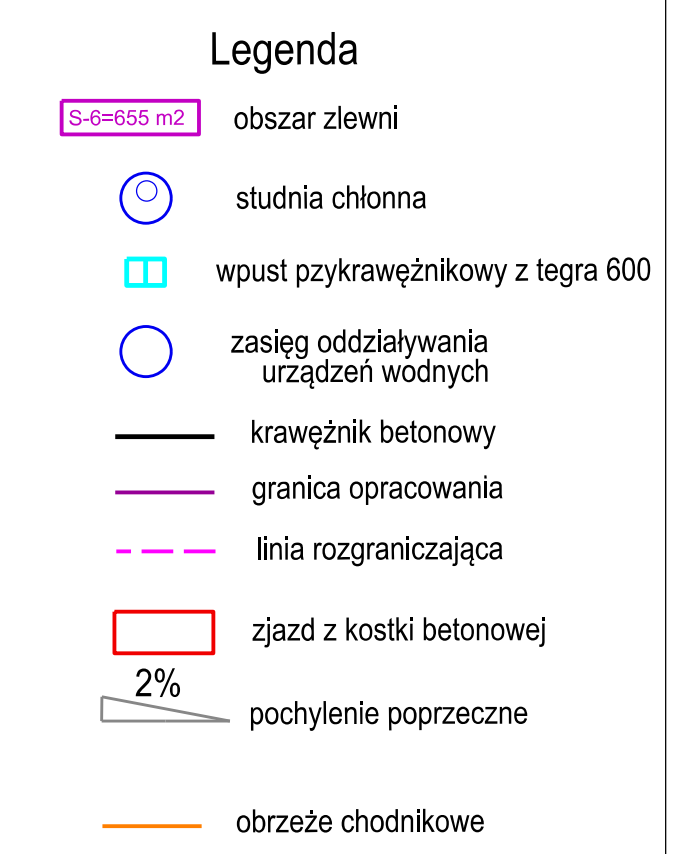 Legenda
S-6=655 m2 obszar zlewni
studnia chłonna
wpust pzykrawężnikowy z tegra 600
zasięg oddziaływania
urządzeń wodnych
krawężnik betonowy
granica opracowania
linia rozgraniczająca
zjazd z kostki betonowej
2%
pochylenie poprzeczne
obrzeże chodnikowe